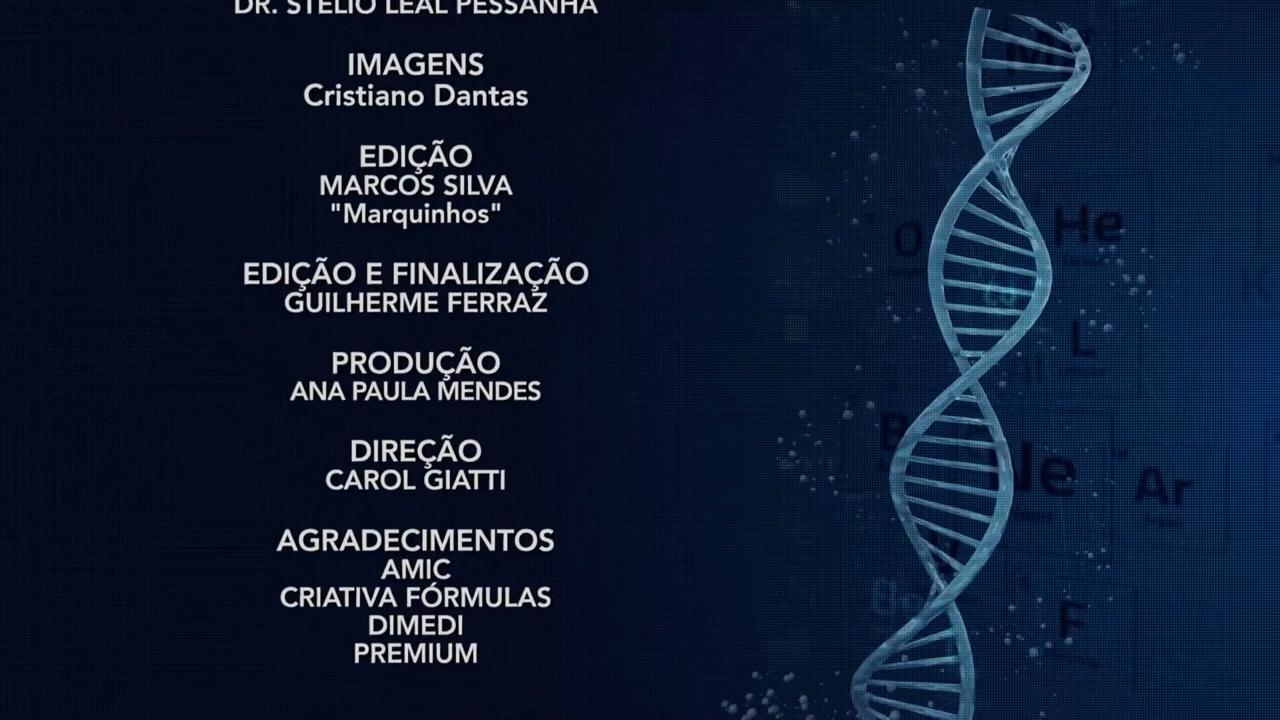 DR. STÉLIO LEAL PESSANHA
IMAGENS
Cristiano Dantas
EDIÇÃO
MARCOS SILVA
"Marquinhos"
EDIÇÃO E FINALIZAÇÃO
GUILHERME FERRAZ
PRODUÇÃO
ANA PAULA MENDES
DIREÇÃO
CAROL GIATTI
AGRADECIMENTOS
AMIC
CRIATIVA FÓRMULAS
DIMEDI
PREMIUM
O
He
L
Ar
F